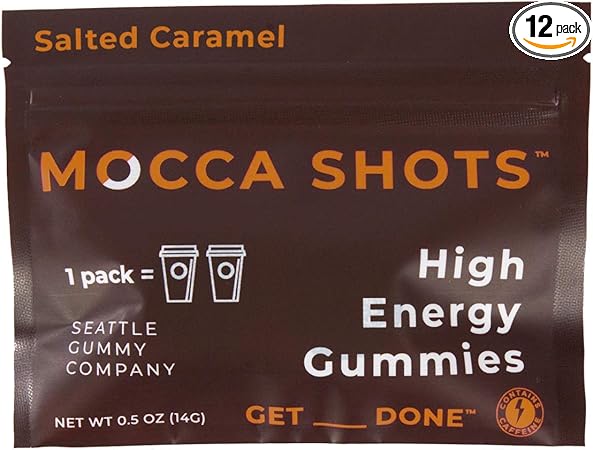 Salted Caramel
12
pack
MOCCA SHOTS™
1 pack =
High
Energy
Gummies
SEATTLE
GUMMY
COMPANY
NET WT 0.5 OZ (14G)
GET ___ DONE™
CONTAINS
CAFFEINE